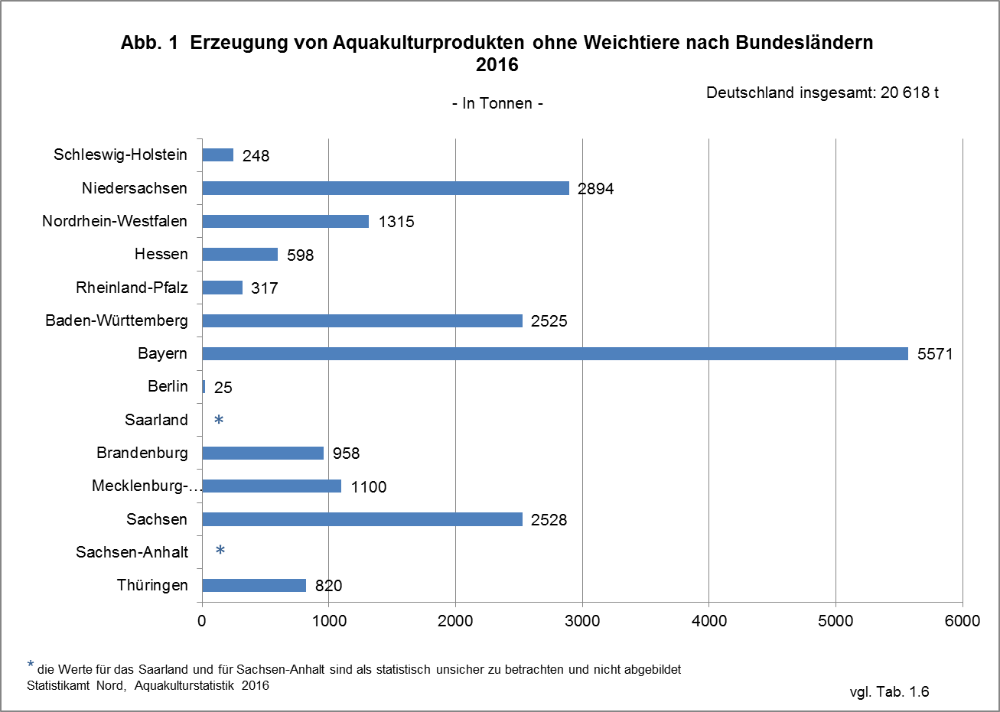 Abb. 1 Erzeugung von Aquakulturprodukten ohne Weichtiere nach Bundesländern
2016
Deutschland insgesamt: 20 618 t
- In Tonnen -
Schleswig-Holstein 248
Niedersachsen 2894
Nordrhein-Westfalen 1315
Hessen 598
Rheinland-Pfalz 317
Baden-Württemberg 2525
Bayern 5571
Berlin 25
Saarland *
Brandenburg 958
Mecklenburg-… 1100
Sachsen 2528
Sachsen-Anhalt *
Thüringen 820
0 1000 2000 3000 4000 5000 6000
* die Werte für das Saarland und für Sachsen-Anhalt sind als statistisch unsicher zu betrachten und nicht abgebildet
Statistikamt Nord, Aquakulturstatistik 2016
vgl. Tab. 1.6